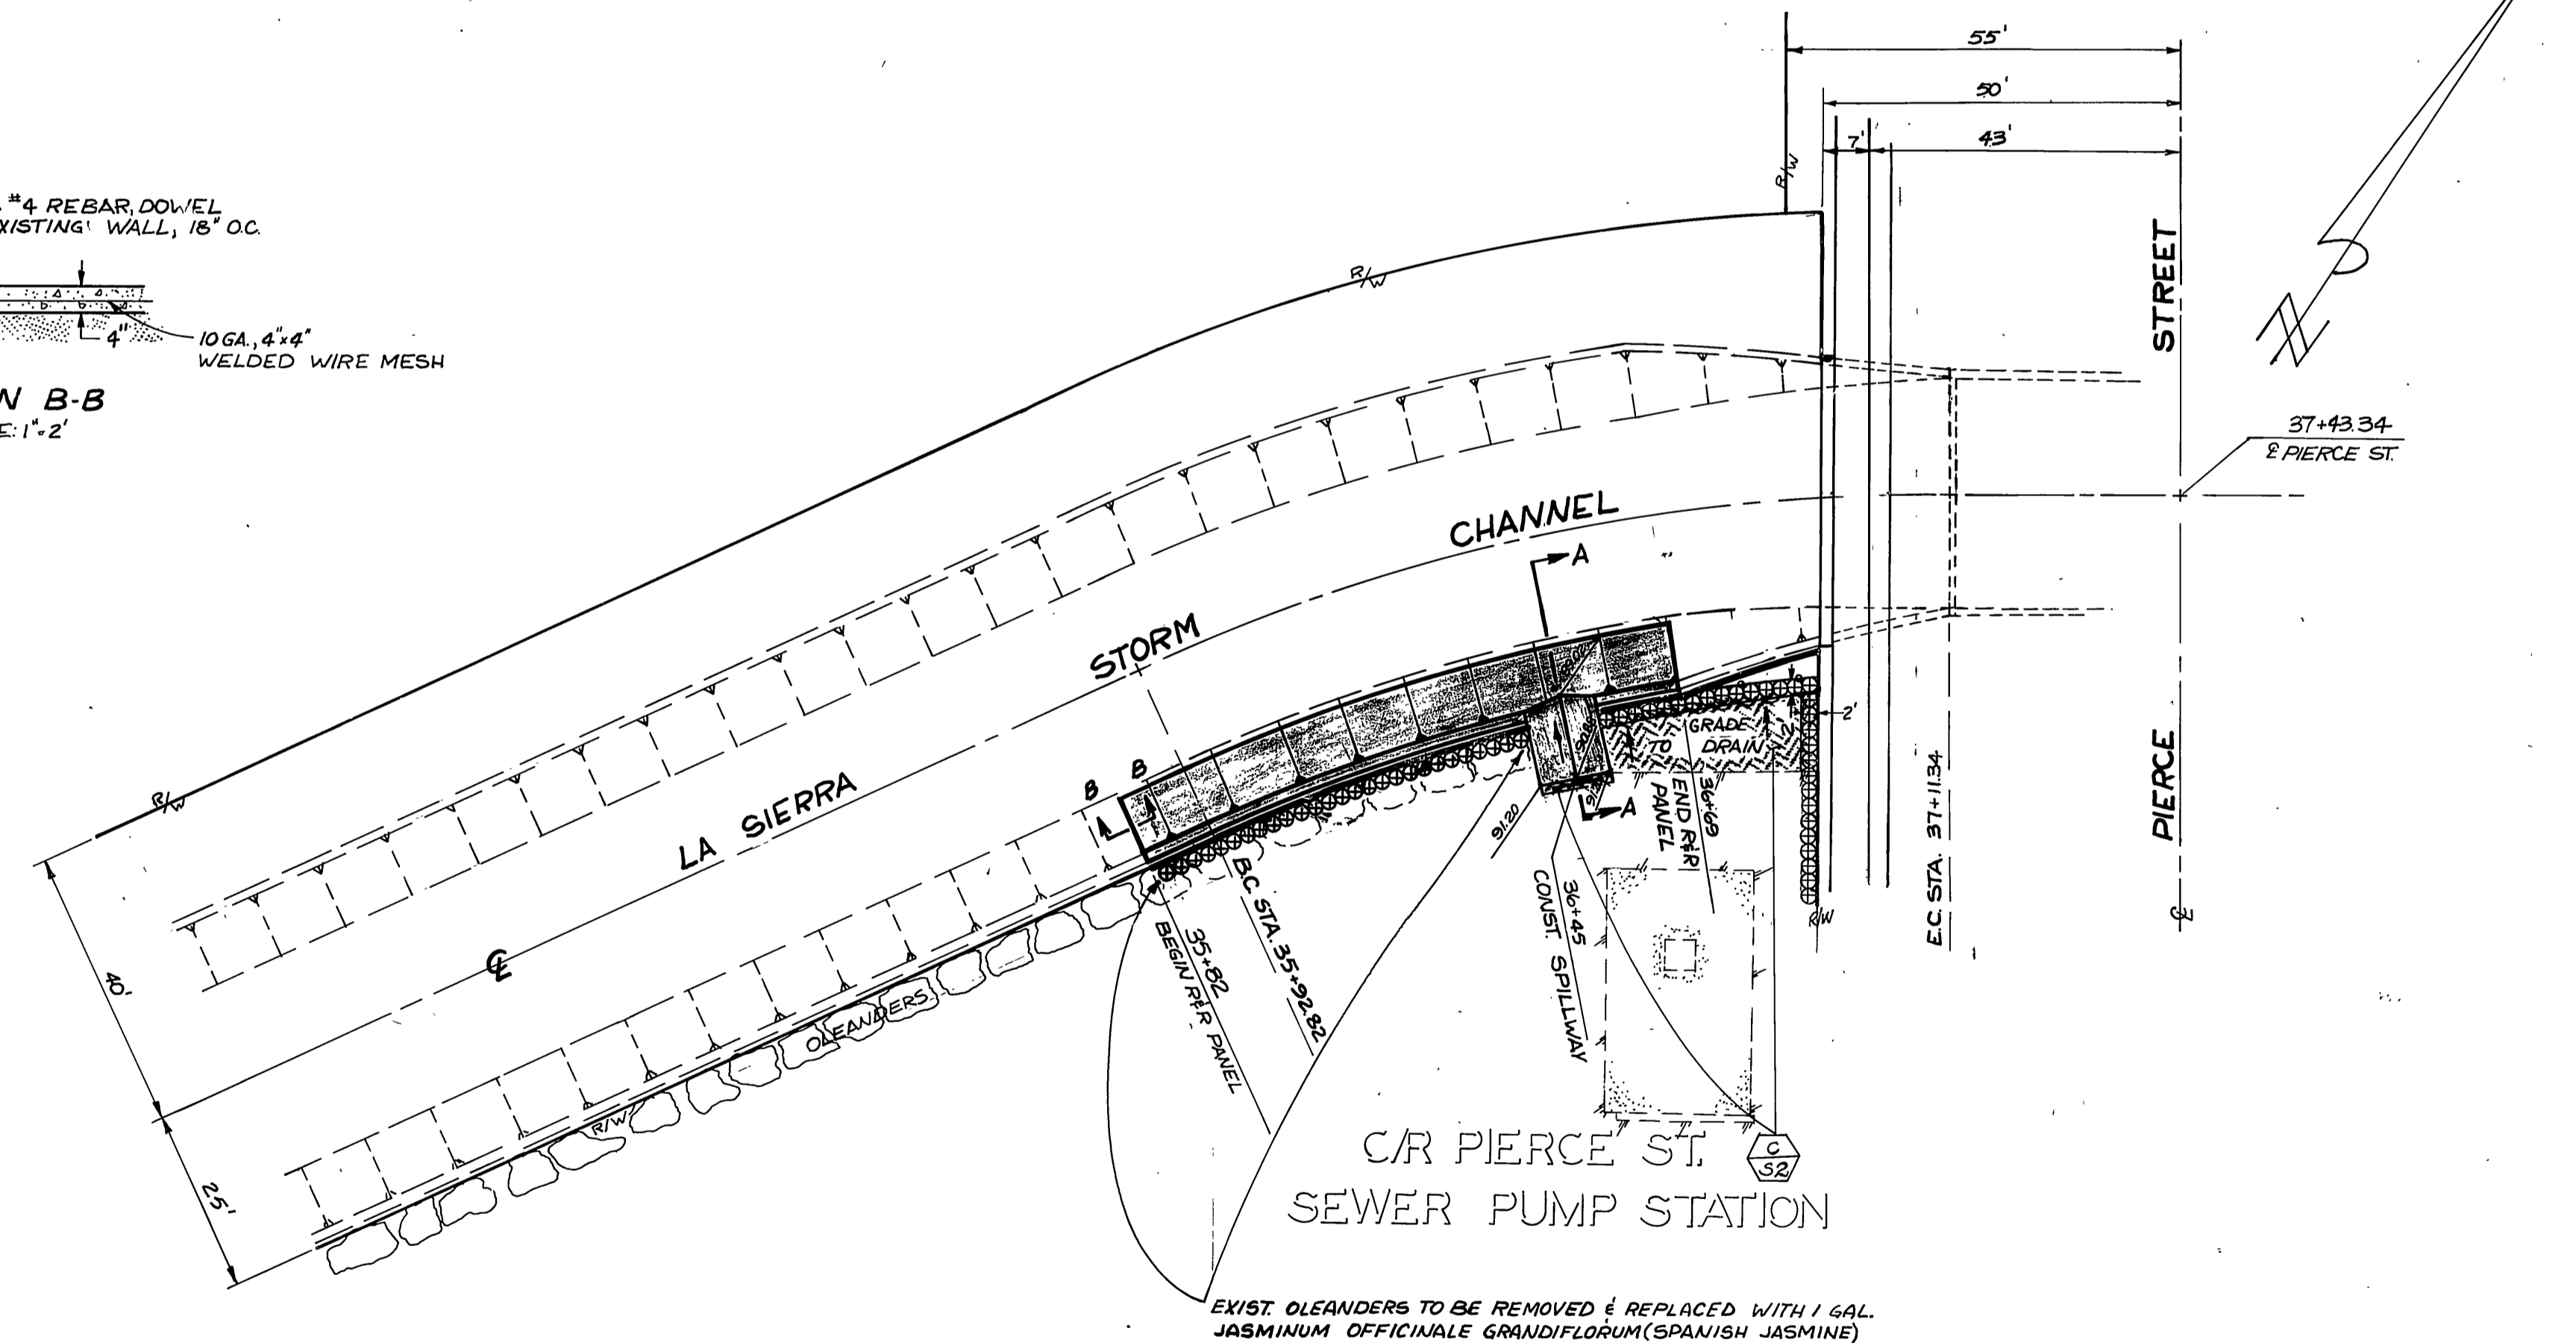 #4 REBAR, DOWEL
XISTING WALL, 18" O.C.
4"
10 GA., 4"x4"
WELDED WIRE MESH
N B-B
E: 1"=2'
55'
50'
7'
43'
R/W
STREET
R/W
37+43.34
℄ PIERCE ST.
CHANNEL
A
STORM
SIERRA
LA
℄
R/W
B
B
GRADE
TO DRAIN
2'
2'
A
91.20
36+69
END R&R
PANEL
36+45
CONST. SPILLWAY
B.C. STA. 35+92.82
35+82
BEGIN R&R PANEL
E.C. STA. 37+11.34
PIERCE
℄
R/W
OLEANDERS
R/W
40'
25'
C/R PIERCE ST.
SEWER PUMP STATION
C
S2
EXIST. OLEANDERS TO BE REMOVED & REPLACED WITH 1 GAL.
JASMINUM OFFICINALE GRANDIFLORUM (SPANISH JASMINE)